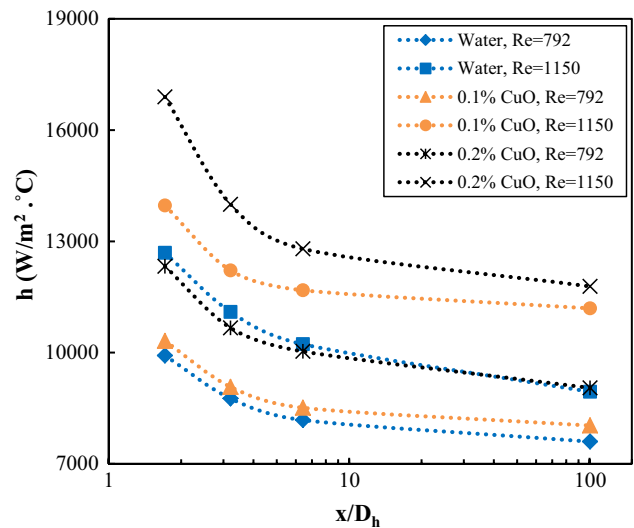 19000
16000
13000
10000
7000
h (W/m² .°C)
Water, Re=792
Water, Re=1150
0.1% CuO, Re=792
0.1% CuO, Re=1150
0.2% CuO, Re=792
0.2% CuO, Re=1150
1
10
100
x/Dₕ